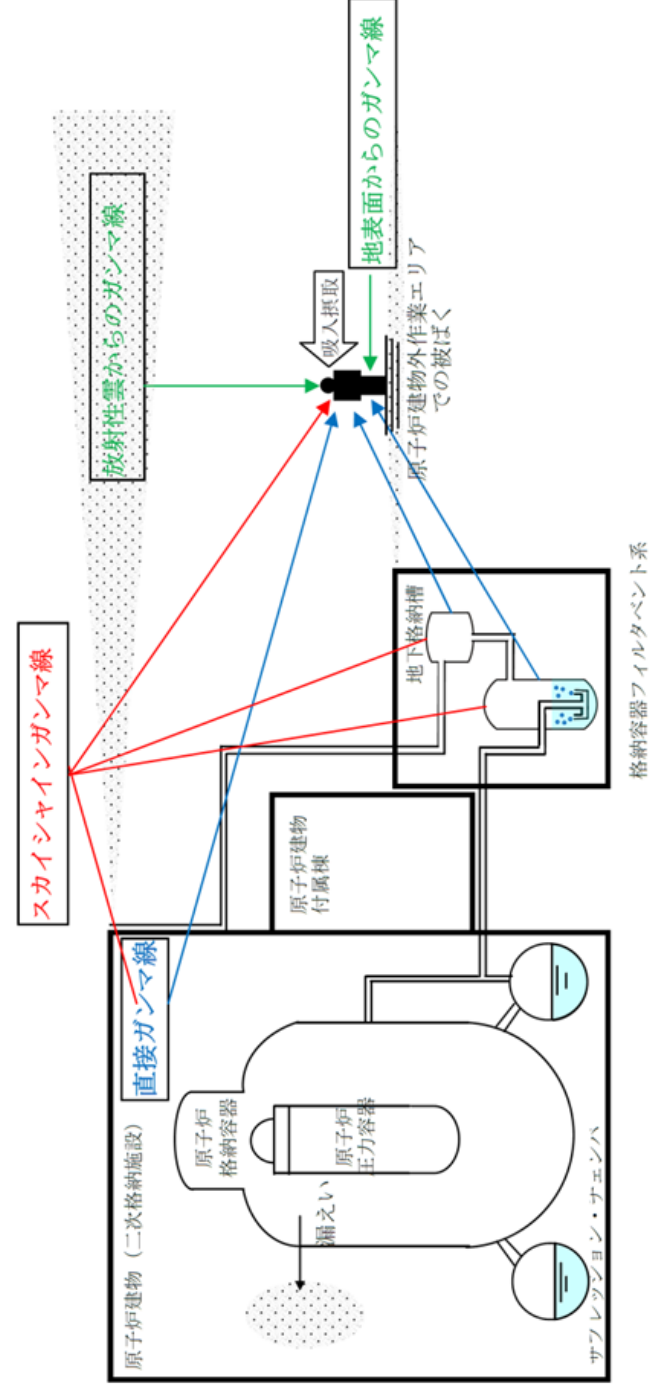 スカイシャインガンマ線
放射性雲からのガンマ線
直接ガンマ線
原子炉建物（二次格納施設）
原子炉
格納容器
原子炉
圧力容器
漏えい
サプレッション・チェンバ
原子炉建物
付属棟
地下格納槽
格納容器フィルタベント系
吸入摂取
地表面からのガンマ線
原子炉建物外作業エリア
での被ばく